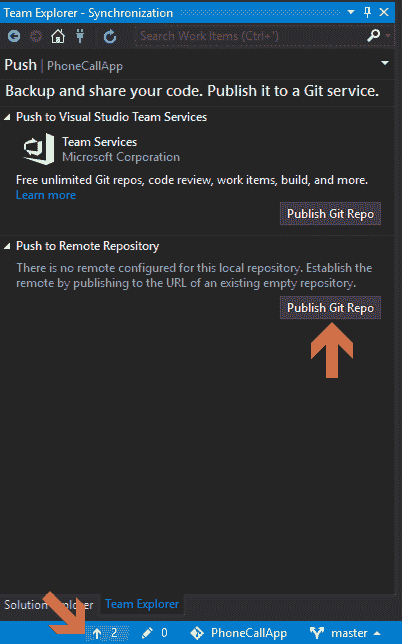 Team Explorer - Synchronization
Search Work Items (Ctrl+')
Push | PhoneCallApp
Backup and share your code. Publish it to a Git service.
Push to Visual Studio Team Services
Team Services
Microsoft Corporation
Free unlimited Git repos, code review, work items, build, and more.
Learn more
Publish Git Repo
Push to Remote Repository
There is no remote configured for this local repository. Establish the
remote by publishing to the URL of an existing empty repository.
Publish Git Repo
Solution Explorer Team Explorer
2 0 PhoneCallApp master